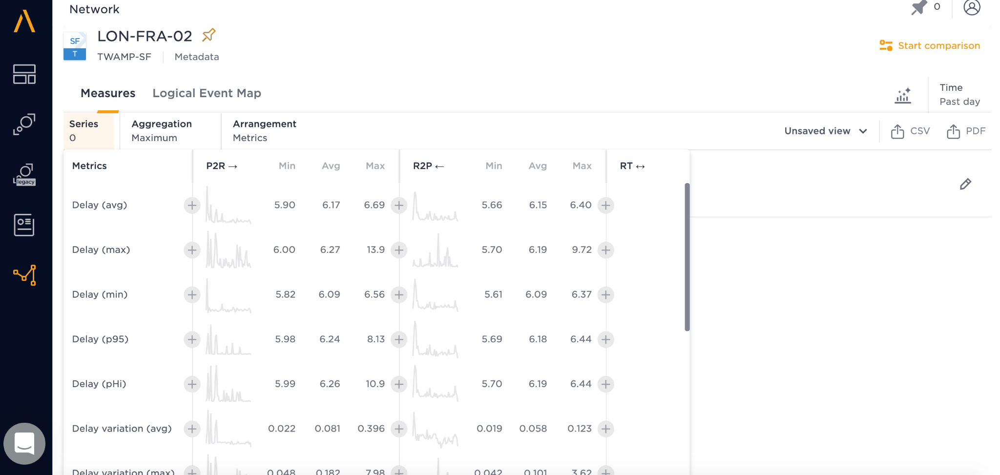 Network
0
SF
T
LON-FRA-02
TWAMP-SF
Metadata
Start comparison
Measures
Logical Event Map
Time
Past day
Series
0
Aggregation
Maximum
Arrangement
Metrics
Unsaved view
CSV
PDF
legacy
Metrics P2R → Min Avg Max R2P ← Min Avg Max RT ↔
Delay (avg) 5.90 6.17 6.69 5.66 6.15 6.40
Delay (max) 6.00 6.27 13.9 5.70 6.19 9.72
Delay (min) 5.82 6.09 6.56 5.61 6.09 6.37
Delay (p95) 5.98 6.24 8.13 5.69 6.18 6.44
Delay (pHi) 5.99 6.26 10.9 5.70 6.19 6.44
Delay variation (avg) 0.022 0.081 0.396 0.019 0.058 0.123
Delay variation (max) 0.048 0.182 7.98 0.042 0.101 3.62